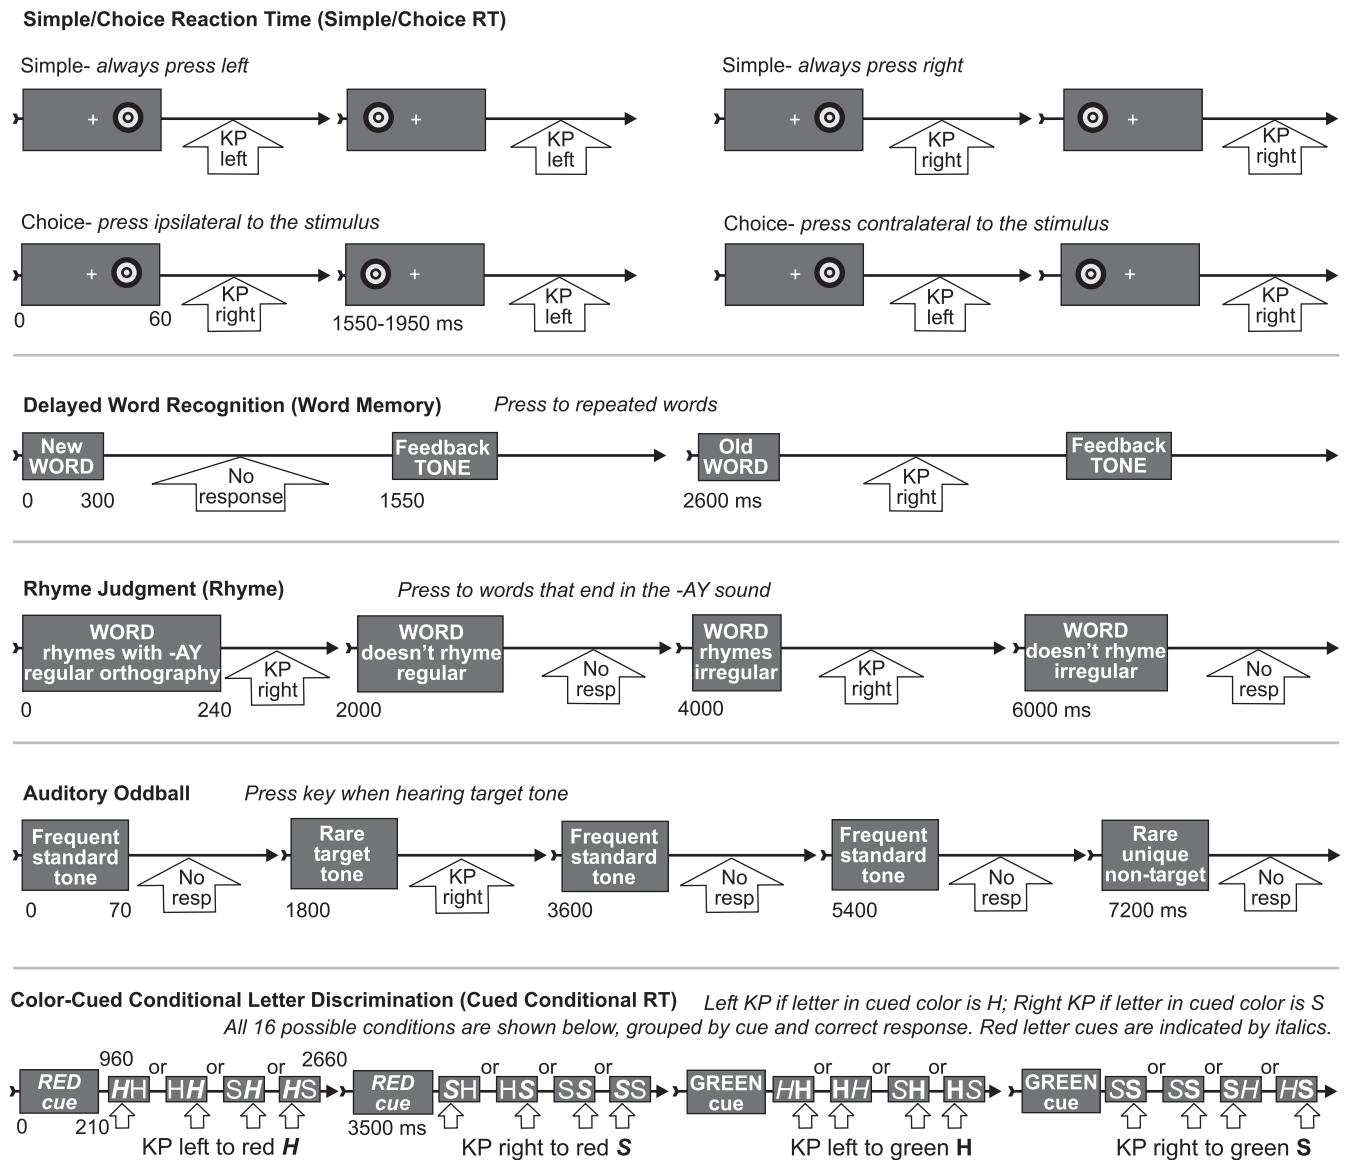 Simple/Choice Reaction Time (Simple/Choice RT)
Simple- always press left
Simple- always press right
+ KP left + KP left
+ KP right + KP right
Choice- press ipsilateral to the stimulus
Choice- press contralateral to the stimulus
+ KP right + KP left
0 60 1550-1950 ms
+ KP left + KP right
Delayed Word Recognition (Word Memory) Press to repeated words
New WORD No response Feedback TONE Old WORD KP right Feedback TONE
0 300 1550 2600 ms
Rhyme Judgment (Rhyme) Press to words that end in the -AY sound
WORD rhymes with -AY regular orthography KP right WORD doesn't rhyme regular No resp WORD rhymes irregular KP right WORD doesn't rhyme irregular No resp
0 240 2000 4000 6000 ms
Auditory Oddball Press key when hearing target tone
Frequent standard tone No resp Rare target tone KP right Frequent standard tone No resp Frequent standard tone No resp Rare unique non-target No resp
0 70 1800 3600 5400 7200 ms
Color-Cued Conditional Letter Discrimination (Cued Conditional RT) Left KP if letter in cued color is H; Right KP if letter in cued color is S
All 16 possible conditions are shown below, grouped by cue and correct response. Red letter cues are indicated by italics.
960 or or or 2660 or or or or or or or or or
RED cue HH HH SH HS RED cue SH HS SS SS GREEN cue HH HH SH HS GREEN cue SS SS SH HS
0 210 3500 ms
KP left to red H KP right to red S KP left to green H KP right to green S